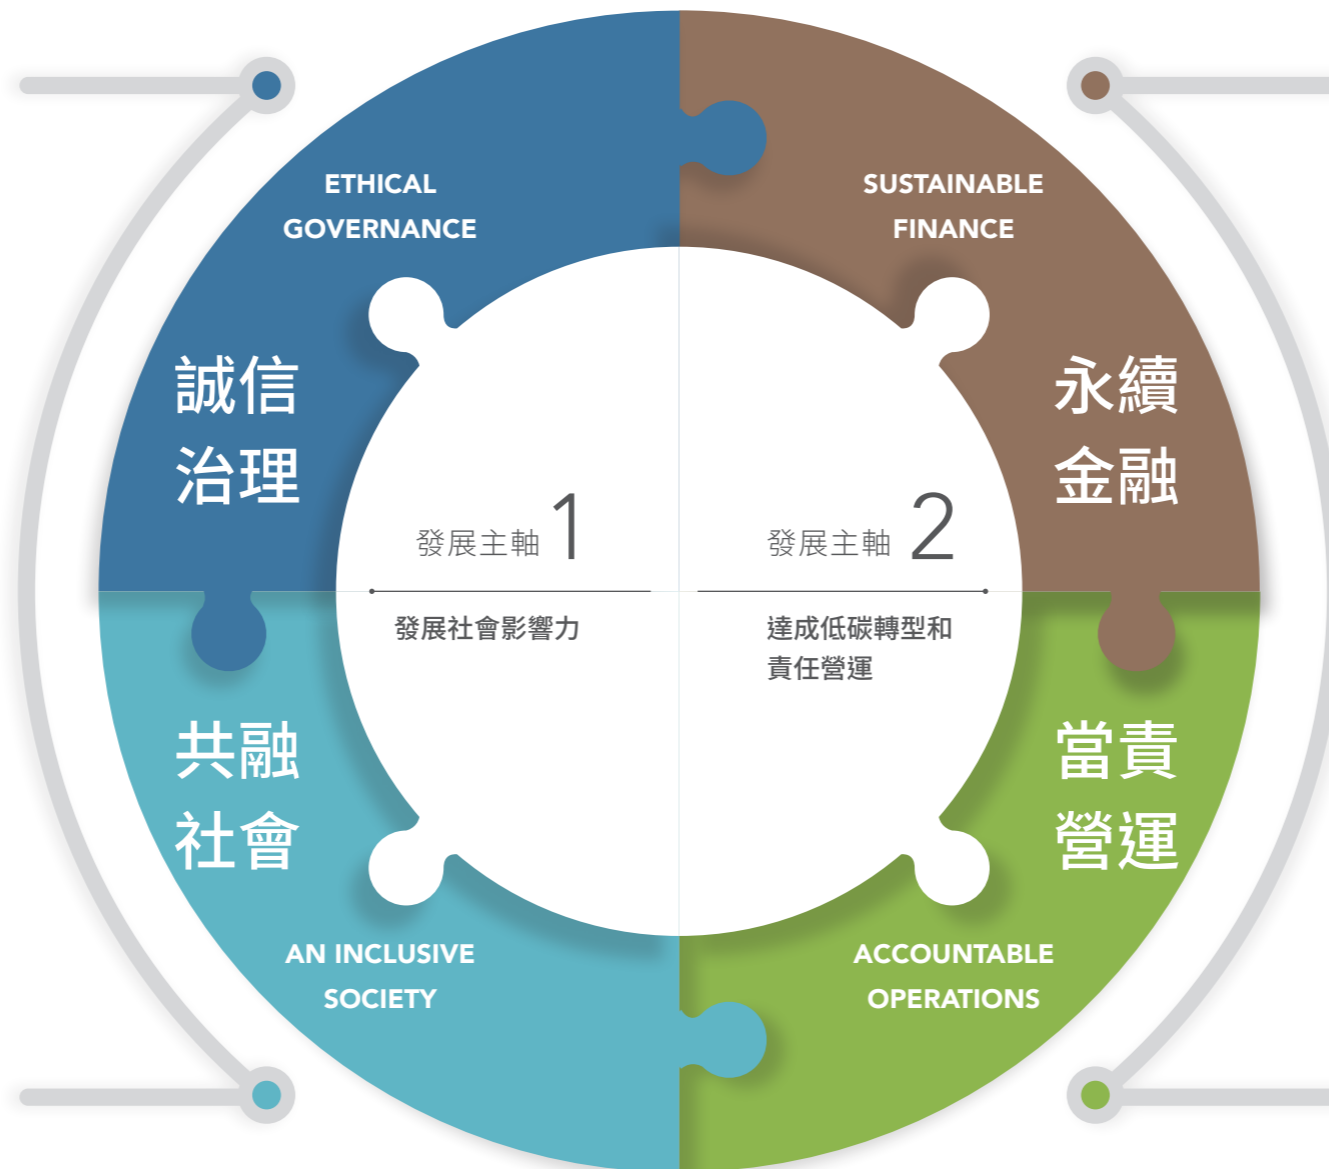 ETHICAL
GOVERNANCE
誠信
治理
SUSTAINABLE
FINANCE
永續
金融
發展主軸 1
發展社會影響力
發展主軸 2
達成低碳轉型和
責任營運
共融
社會
AN INCLUSIVE
SOCIETY
當責
營運
ACCOUNTABLE
OPERATIONS